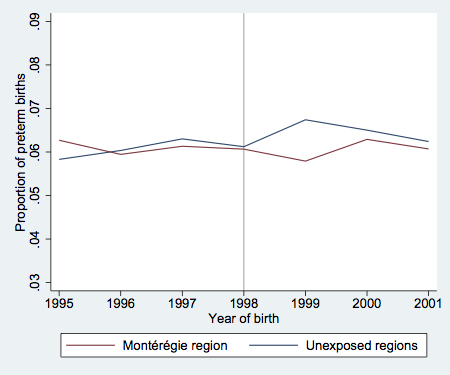 .09
.08
.07
.06
.05
.04
.03
Proportion of preterm births
1995 1996 1997 1998 1999 2000 2001
Year of birth
Montérégie region Unexposed regions